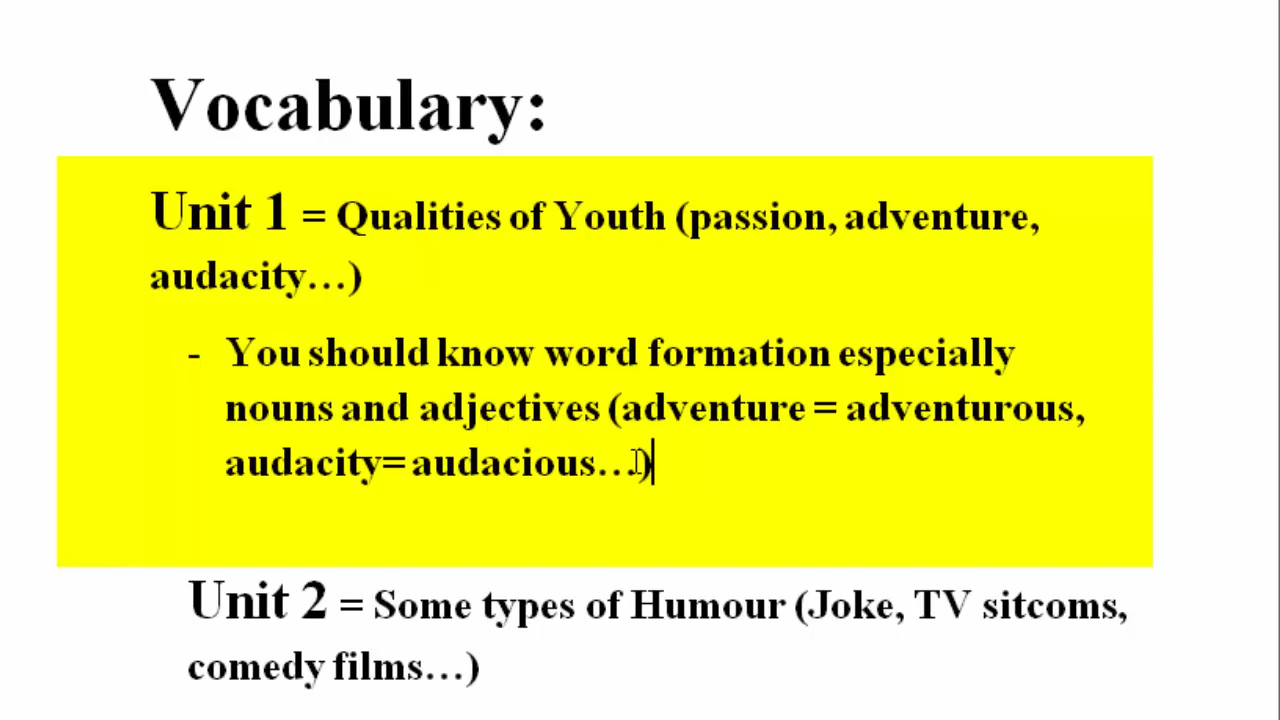 Vocabulary:
Unit 1 = Qualities of Youth (passion, adventure,
audacity…)
- You should know word formation especially
nouns and adjectives (adventure = adventurous,
audacity= audacious…)
Unit 2 = Some types of Humour (Joke, TV sitcoms,
comedy films…)